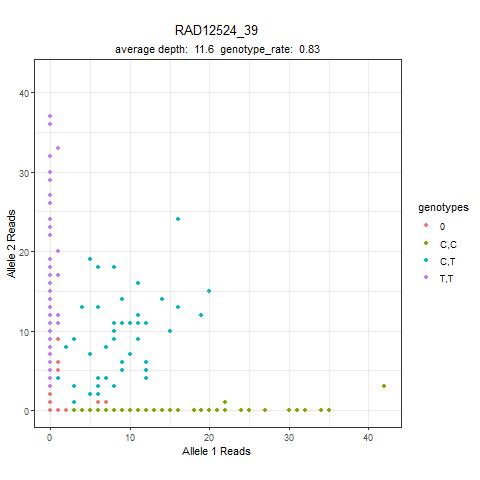 RAD12524_39
average depth:  11.6  genotype_rate:  0.83
40
30
20
10
0
Allele 2 Reads
0
10
20
30
40
Allele 1 Reads
genotypes
0
C,C
C,T
T,T